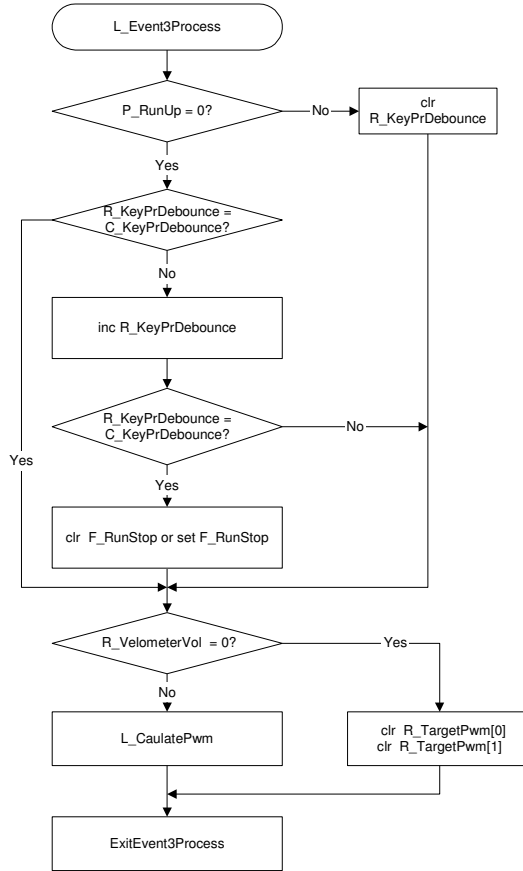 L_Event3Process
P_RunUp = 0?
No
clr
R_KeyPrDebounce
Yes
R_KeyPrDebounce =
C_KeyPrDebounce?
No
inc R_KeyPrDebounce
R_KeyPrDebounce =
C_KeyPrDebounce?
No
Yes
Yes
clr F_RunStop or set F_RunStop
R_VelometerVol = 0?
Yes
No
L_CaulatePwm
clr R_TargetPwm[0]
clr R_TargetPwm[1]
ExitEvent3Process